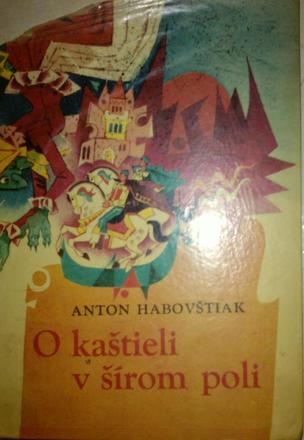 ANTON HABOVŠTIAK
O kaštieli
v šírom poli